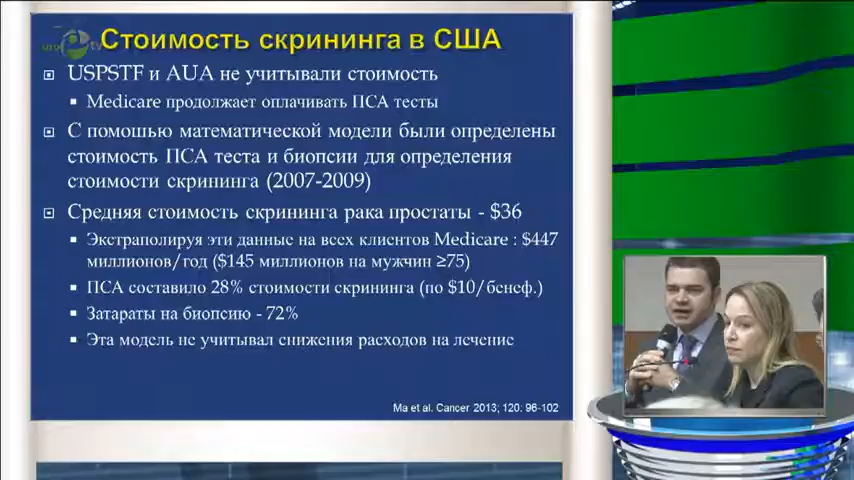 Стоимость скрининга в США
USPSTF и AUA не учитывали стоимость
Medicare продолжает оплачивать ПСА тесты
С помошью математической модели были определены
стоимость ПСА теста и биопсии для определения
стоимости скрининга (2007-2009)
Средняя стоимость скрининга рака простаты - $36
Экстраполируя эти данные на всех клиентов Medicare : $447
миллионов/год ($145 миллионов на мужчин ≥75)
ПСА составило 28% стоимости скрининга (по $10/бенеф.)
Затараты на биопсию - 72%
Эта модель не учитывал снижения расходов на лечение
Ma et al. Cancer 2013; 120: 96-102